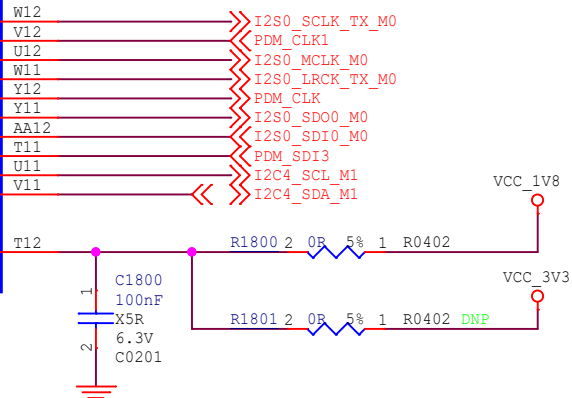 W12 I2S0_SCLK_TX_M0
V12 PDM_CLK1
U12 I2S0_MCLK_M0
W11 I2S0_LRCK_TX_M0
Y12 PDM_CLK
Y11 I2S0_SDO0_M0
AA12 I2S0_SDI0_M0
T11 PDM_SDI3
U11 I2C4_SCL_M1
V11 I2C4_SDA_M1
VCC_1V8
T12 R1800 2 0R 5% 1 R0402
VCC_3V3
C1800
1 100nF
X5R
R1801 2 0R 5% 1 R0402 DNP
6.3V
2 C0201